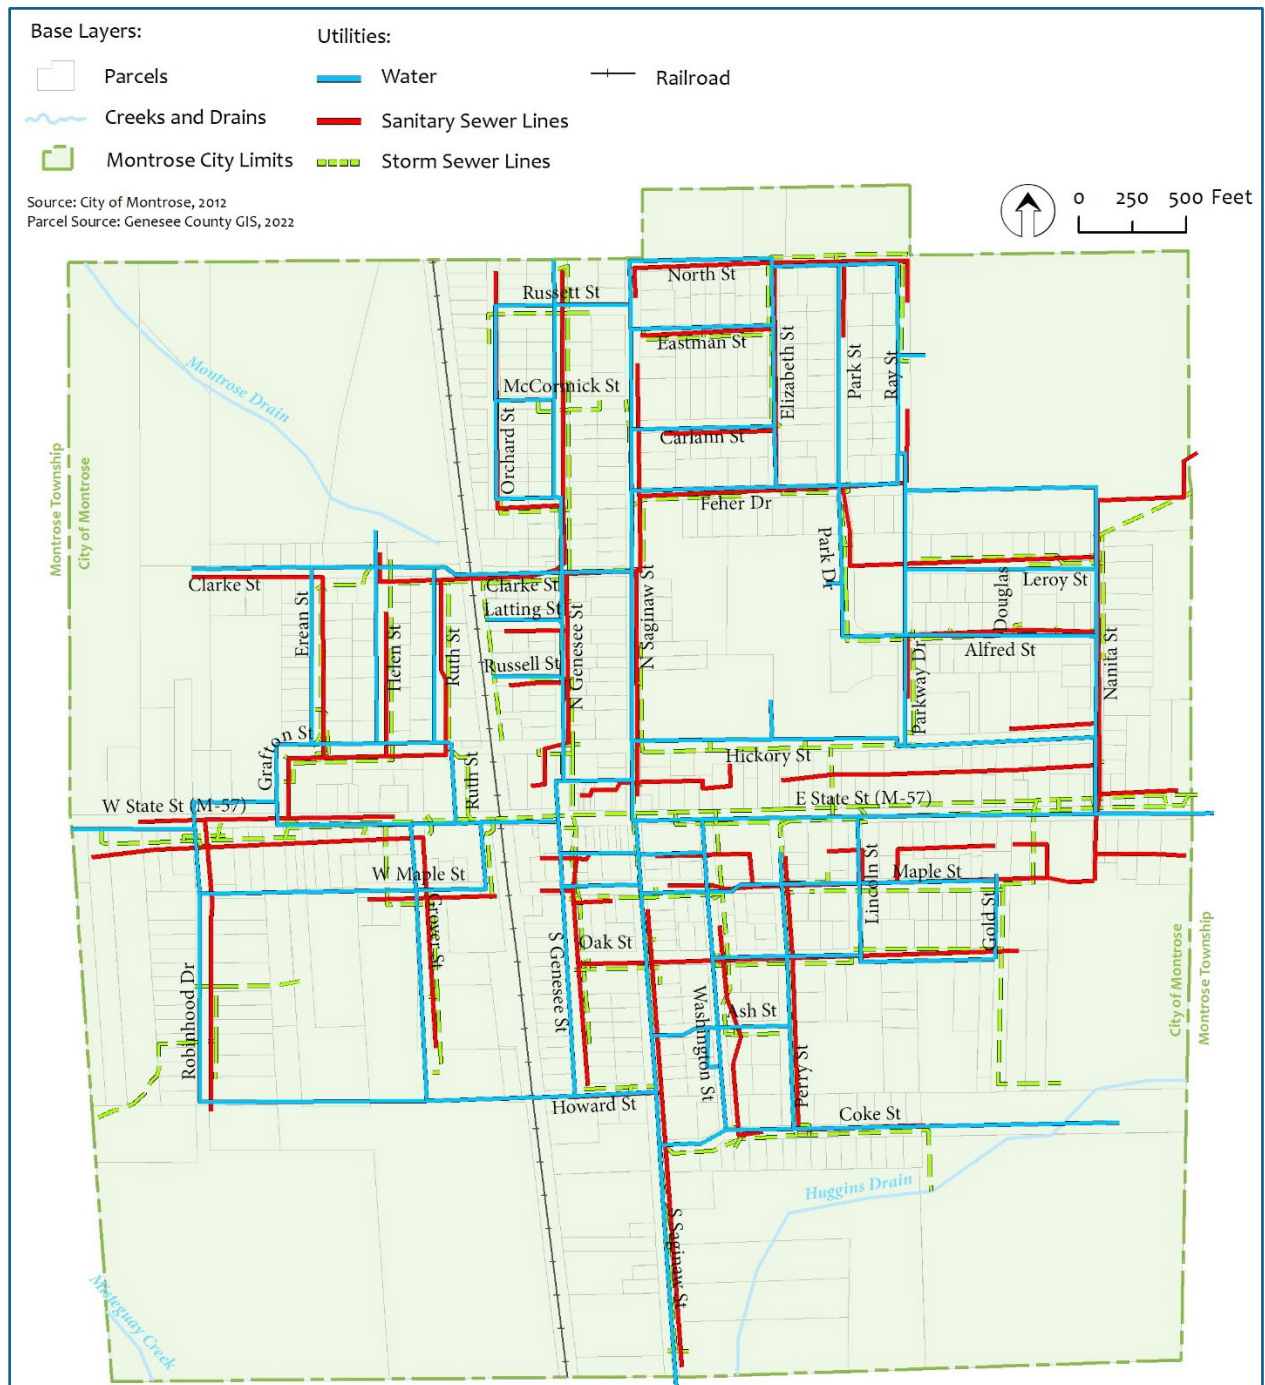 Base Layers:
Utilities:
Parcels
Water
Railroad
Creeks and Drains
Sanitary Sewer Lines
Montrose City Limits
Storm Sewer Lines
Source: City of Montrose, 2012
Parcel Source: Genesee County GIS, 2022
0 250 500 Feet
North St
Russett St
Eastman St
Elizabeth St
Park St
Ray St
McCormick St
Montrose Drain
Orchard St
Carlann St
Montrose Township
City of Montrose
Feher Dr
Park Dr
Clarke St
Clarke St
Leroy St
Douglas
Latting St
Erean St
Helen St
Ruth St
N Genesee St
N Saginaw St
Alfred St
Russell St
Nanita St
Parkway Dr
Grafton St
Hickory St
Ruth St
W State St (M-57)
E State St (M-57)
W Maple St
Maple St
Lincoln St
Grover St
Gold St
Oak St
S Genesee St
City of Montrose
Montrose Township
Robinhood Dr
Washington St
Ash St
Perry St
Howard St
Coke St
Huggins Drain
S Saginaw St
Misteguay Creek